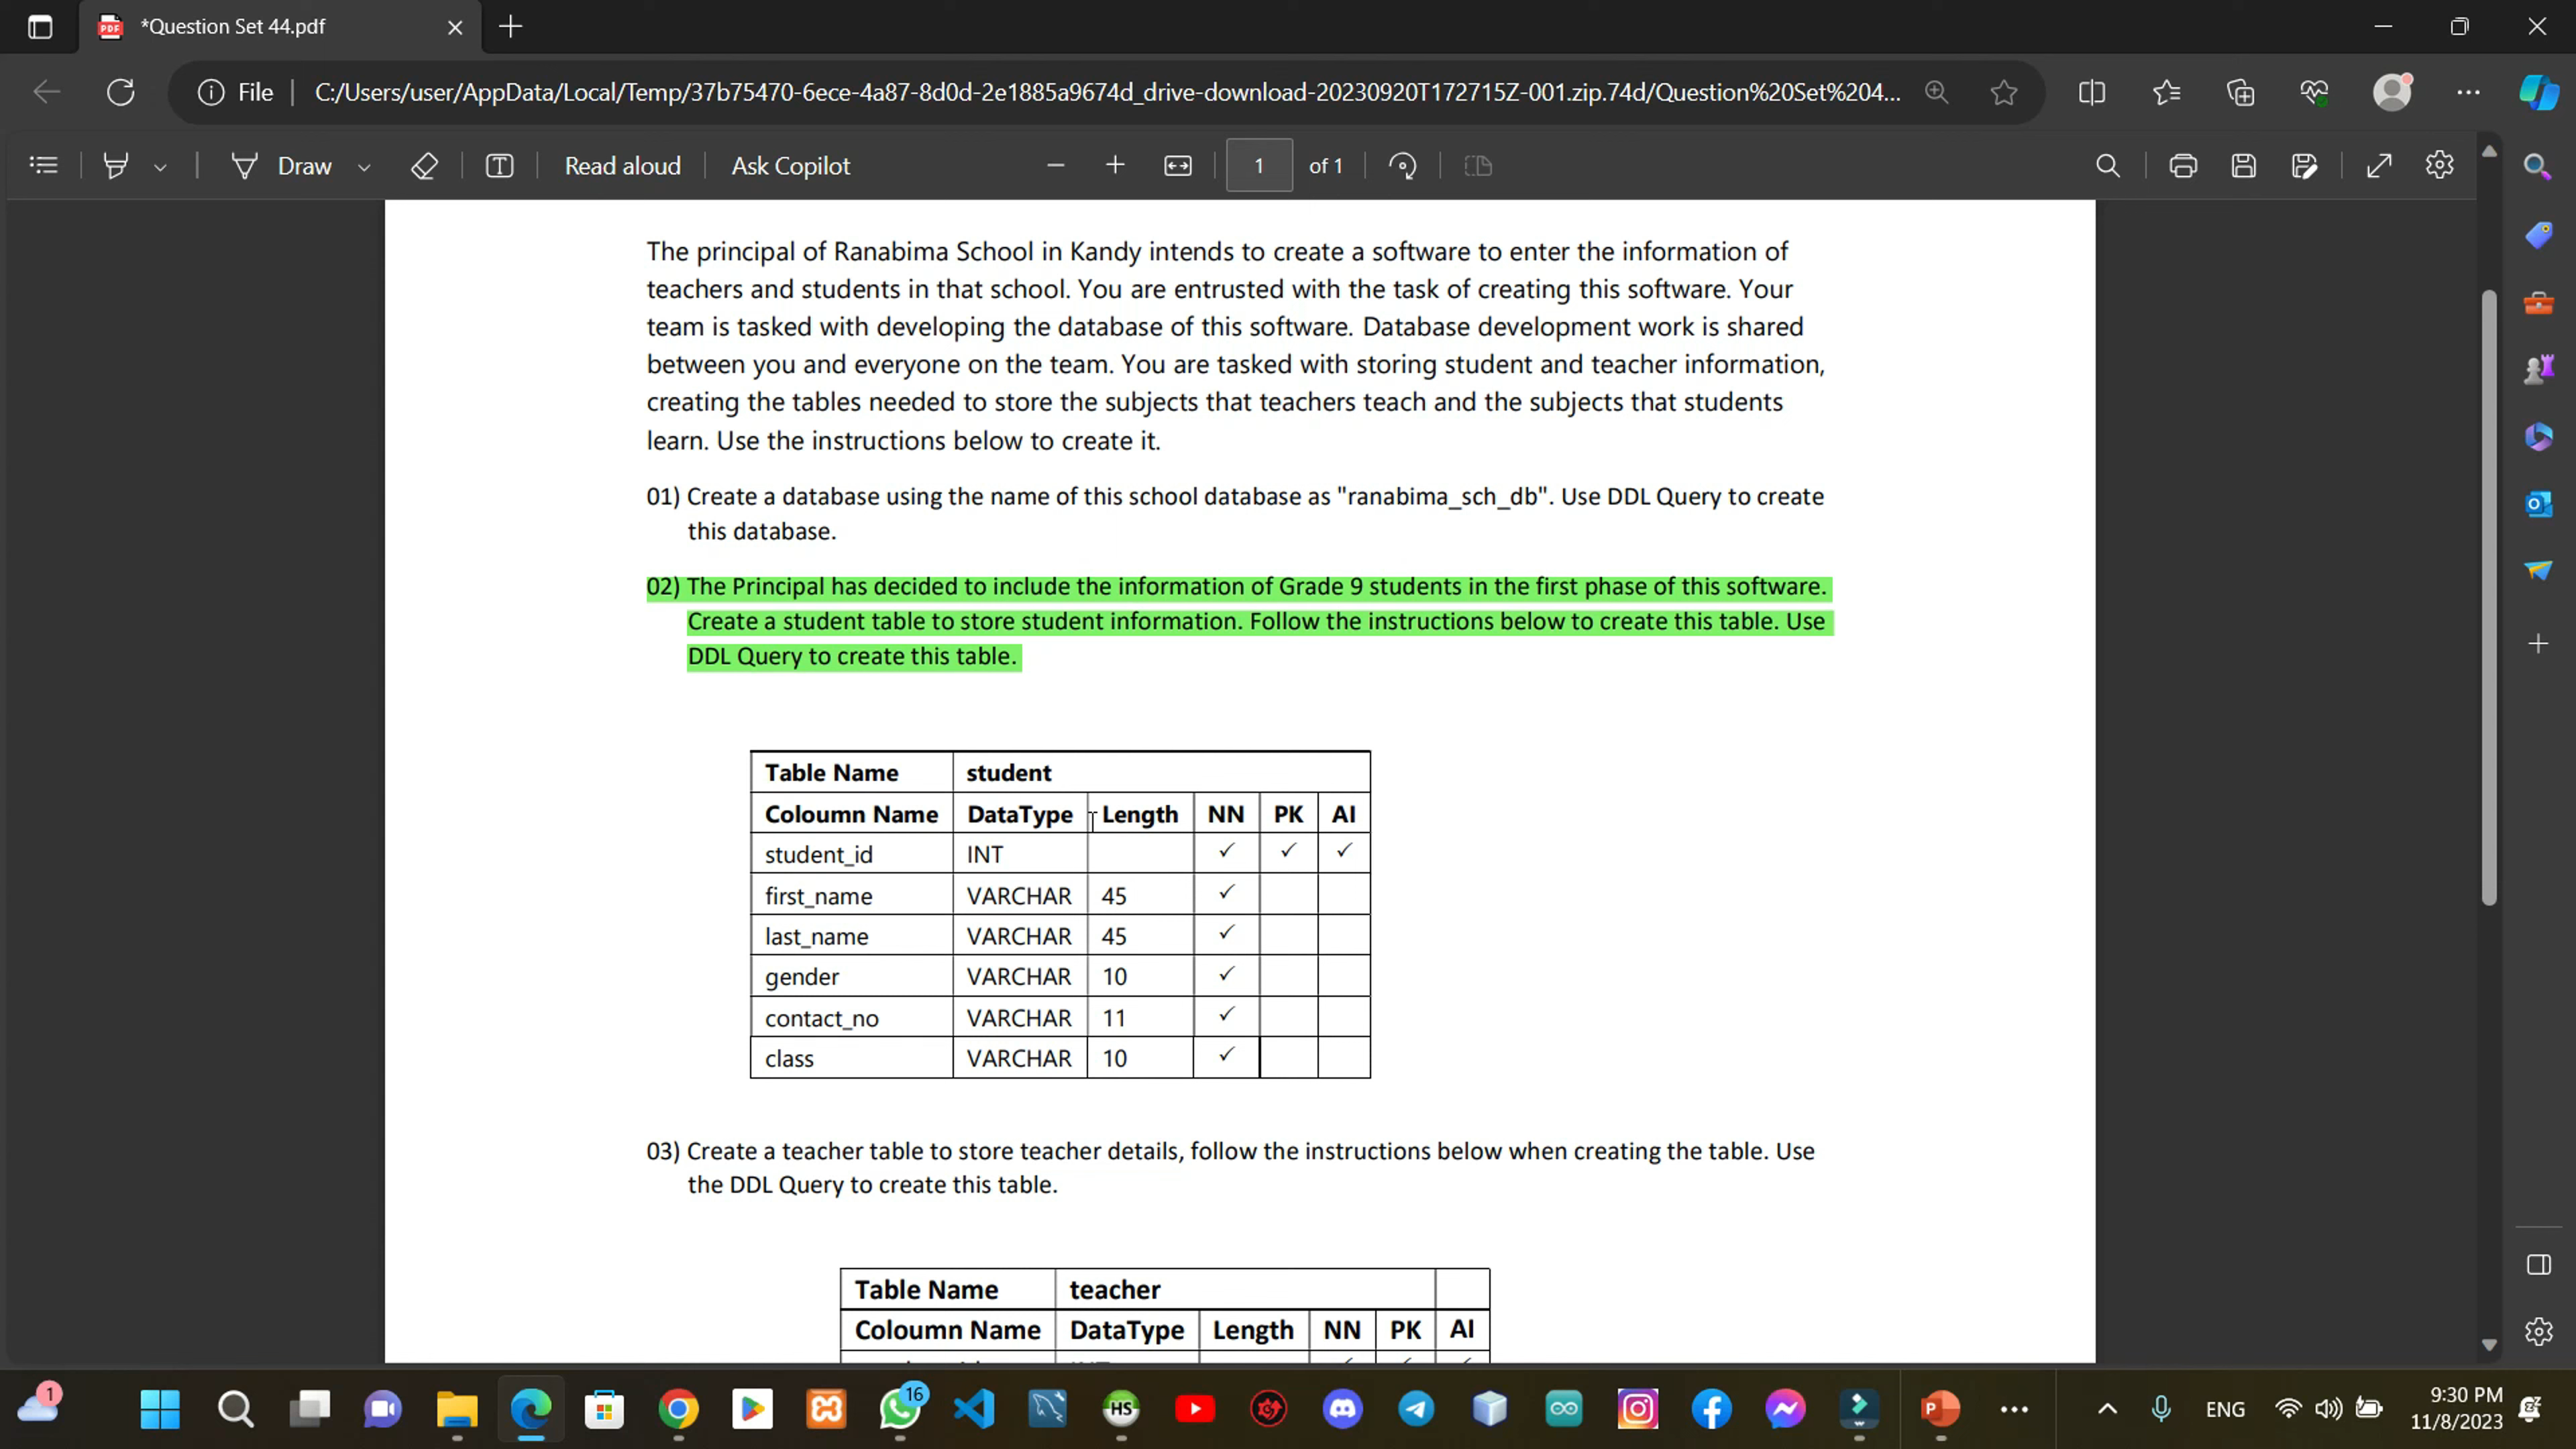 *Question Set 44.pdf
File
C:/Users/user/AppData/Local/Temp/37b75470-6ece-4a87-8d0d-2e1885a9674d_drive-download-20230920T172715Z-001.zip.74d/Question%20Set%204...
Draw
Read aloud
Ask Copilot
1 of 1
The principal of Ranabima School in Kandy intends to create a software to enter the information of
teachers and students in that school. You are entrusted with the task of creating this software. Your
team is tasked with developing the database of this software. Database development work is shared
between you and everyone on the team. You are tasked with storing student and teacher information,
creating the tables needed to store the subjects that teachers teach and the subjects that students
learn. Use the instructions below to create it.
01) Create a database using the name of this school database as "ranabima_sch_db". Use DDL Query to create
this database.
02) The Principal has decided to include the information of Grade 9 students in the first phase of this software.
Create a student table to store student information. Follow the instructions below to create this table. Use
DDL Query to create this table.
Table Name student
Coloumn Name DataType Length NN PK AI
student_id INT ✓ ✓ ✓
first_name VARCHAR 45 ✓
last_name VARCHAR 45 ✓
gender VARCHAR 10 ✓
contact_no VARCHAR 11 ✓
class VARCHAR 10 ✓
03) Create a teacher table to store teacher details, follow the instructions below when creating the table. Use
the DDL Query to create this table.
Table Name teacher
Coloumn Name DataType Length NN PK AI
1
16
HS
ENG
9:30 PM
11/8/2023